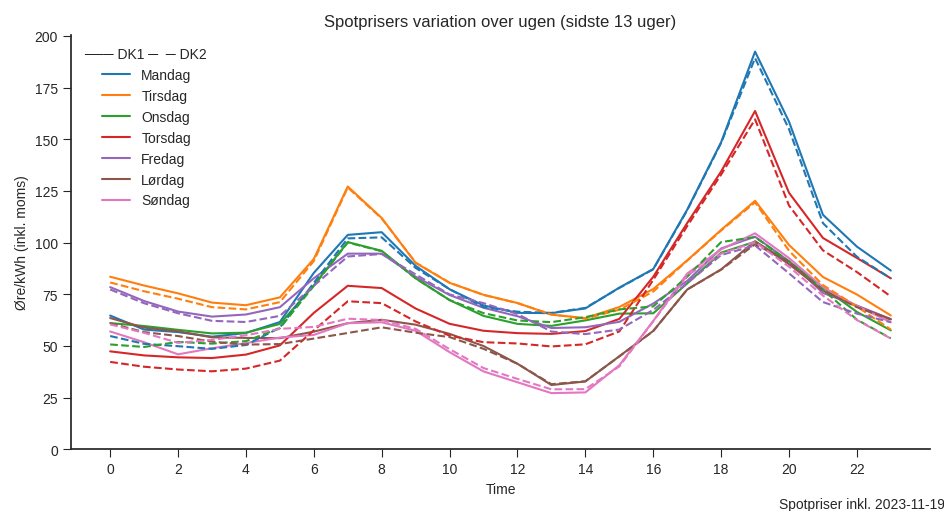 Spotprisers variation over ugen (sidste 13 uger)
DK1 DK2
Mandag
Tirsdag
Onsdag
Torsdag
Fredag
Lørdag
Søndag
Øre/kWh (inkl. moms)
200
175
150
125
100
75
50
25
0
0 2 4 6 8 10 12 14 16 18 20 22
Time
Spotpriser inkl. 2023-11-19